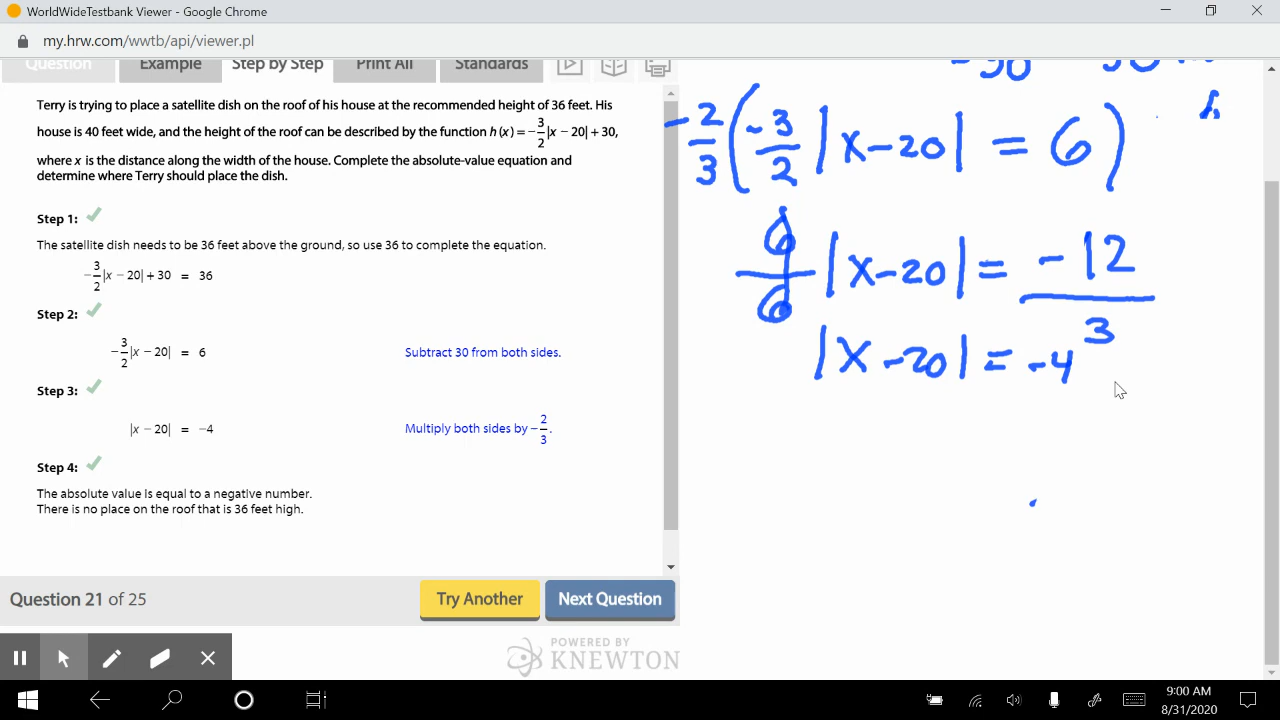 WorldWideTestbank Viewer - Google Chrome
my.hrw.com/wwtb/api/viewer.pl
Question Example Step by Step Print All Standards
Terry is trying to place a satellite dish on the roof of his house at the recommended height of 36 feet. His
house is 40 feet wide, and the height of the roof can be described by the function h (x) = −3/2|x − 20| + 30,
where x is the distance along the width of the house. Complete the absolute-value equation and
determine where Terry should place the dish.
Step 1:
The satellite dish needs to be 36 feet above the ground, so use 36 to complete the equation.
−3/2|x − 20| + 30 = 36
Step 2:
−3/2|x − 20| = 6 Subtract 30 from both sides.
Step 3:
|x − 20| = −4 Multiply both sides by −2/3.
Step 4:
The absolute value is equal to a negative number.
There is no place on the roof that is 36 feet high.
Question 21 of 25
Try Another
Next Question
POWERED BY
KNEWTON
-30
h
-2/3(-3/2 |x-20| = 6)
6/6 |x-20| = -12/3
|x-20| = -4
9:00 AM
8/31/2020